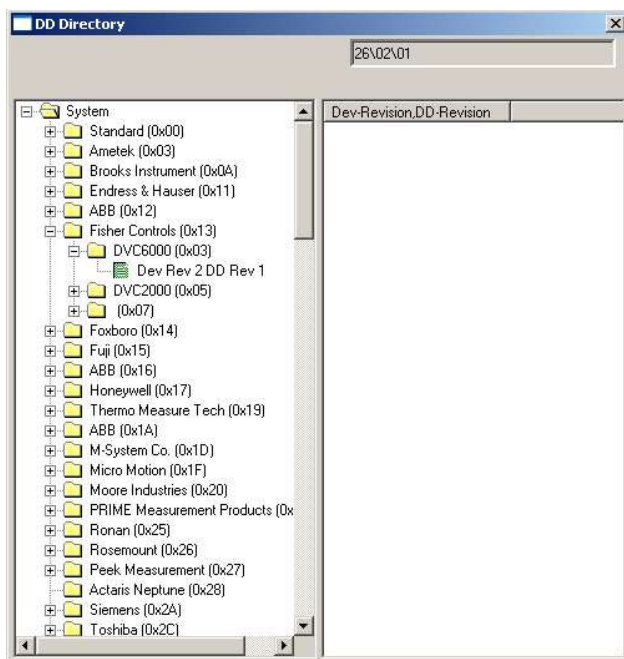 DD Directory
26\02\01
System
Standard (0x00)
Ametek (0x03)
Brooks Instrument (0x0A)
Endress & Hauser (0x11)
ABB (0x12)
Fisher Controls (0x13)
DVC6000 (0x03)
Dev Rev 2 DD Rev 1
DVC2000 (0x05)
(0x07)
Foxboro (0x14)
Fuji (0x15)
ABB (0x16)
Honeywell (0x17)
Thermo Measure Tech (0x19)
ABB (0x1A)
M-System Co. (0x1D)
Micro Motion (0x1F)
Moore Industries (0x20)
PRIME Measurement Products (0x
Ronan (0x25)
Rosemount (0x26)
Peek Measurement (0x27)
Actaris Neptune (0x28)
Siemens (0x2A)
Toshiba (0x2C)
Dev-Revision,DD-Revision